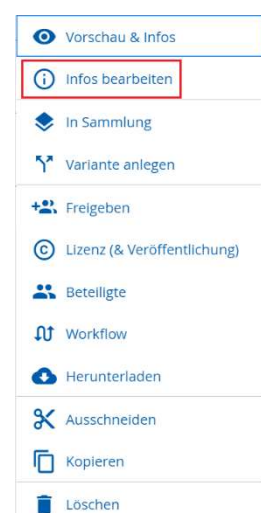 Vorschau & Infos
Infos bearbeiten
In Sammlung
Variante anlegen
Freigeben
Lizenz (& Veröffentlichung)
Beteiligte
Workflow
Herunterladen
Ausschneiden
Kopieren
Löschen